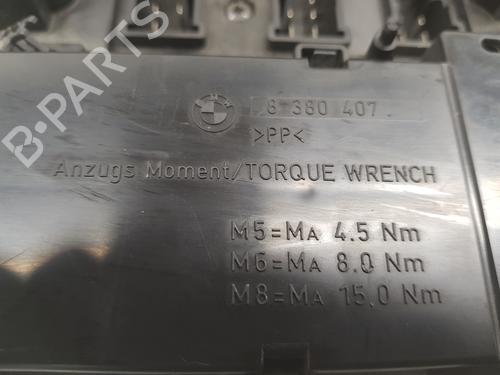 8 380 407
>PP<
Anzugs Moment/TORQUE WRENCH
M5=MA 4.5 Nm
M6=MA 8.0 Nm
M8=MA 15.0 Nm
B-PARTS